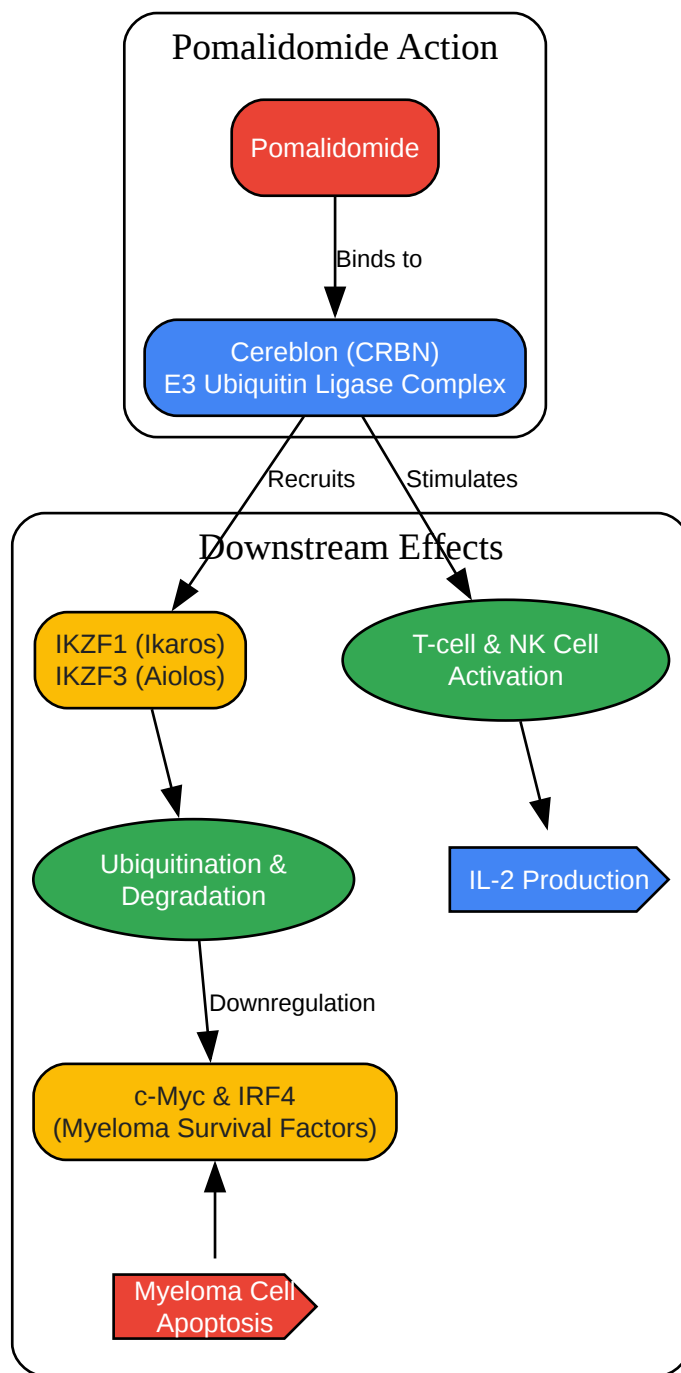 Pomalidomide Action
Pomalidomide
Binds to
Cereblon (CRBN)
E3 Ubiquitin Ligase Complex
Recruits
Stimulates
Downstream Effects
IKZF1 (Ikaros)
IKZF3 (Aiolos)
T-cell & NK Cell
Activation
Ubiquitination &
Degradation
IL-2 Production
Downregulation
c-Myc & IRF4
(Myeloma Survival Factors)
Myeloma Cell
Apoptosis